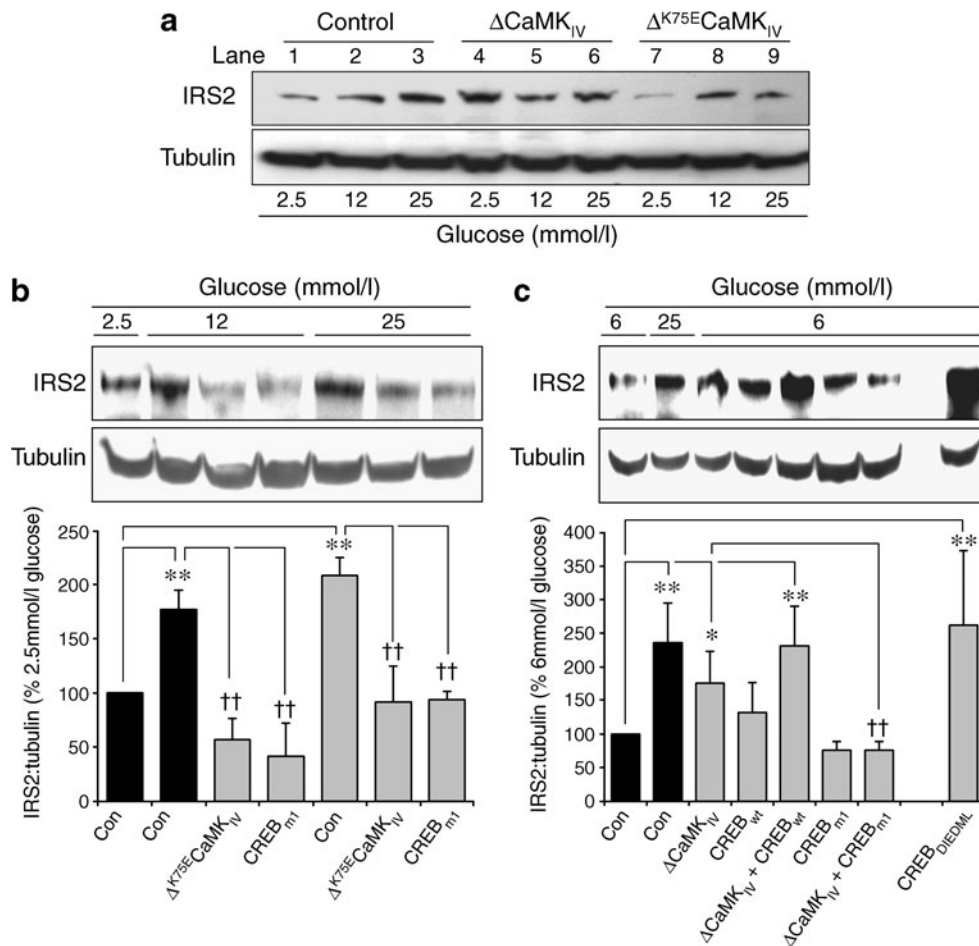 a
Control ΔCaMK_IV Δ^K75E CaMK_IV
Lane 1 2 3 4 5 6 7 8 9
IRS2
Tubulin
2.5 12 25 2.5 12 25 2.5 12 25
Glucose (mmol/l)
b
Glucose (mmol/l)
2.5 12 25
IRS2
Tubulin
IRS2:tubulin (% 2.5mmol/l glucose)
250
200
150
100
50
0
** †† †† ** †† ††
Con Con Δ^K75E CaMK_IV CREB_m1 Con Δ^K75E CaMK_IV CREB_m1
c
Glucose (mmol/l)
6 25 6
IRS2
Tubulin
IRS2:tubulin (% 6mmol/l glucose)
400
350
300
250
200
150
100
50
0
** * ** †† **
Con Con ΔCaMK_IV CREB_wt ΔCaMK_IV + CREB_wt CREB_m1 ΔCaMK_IV + CREB_m1 CREB_DIEDML